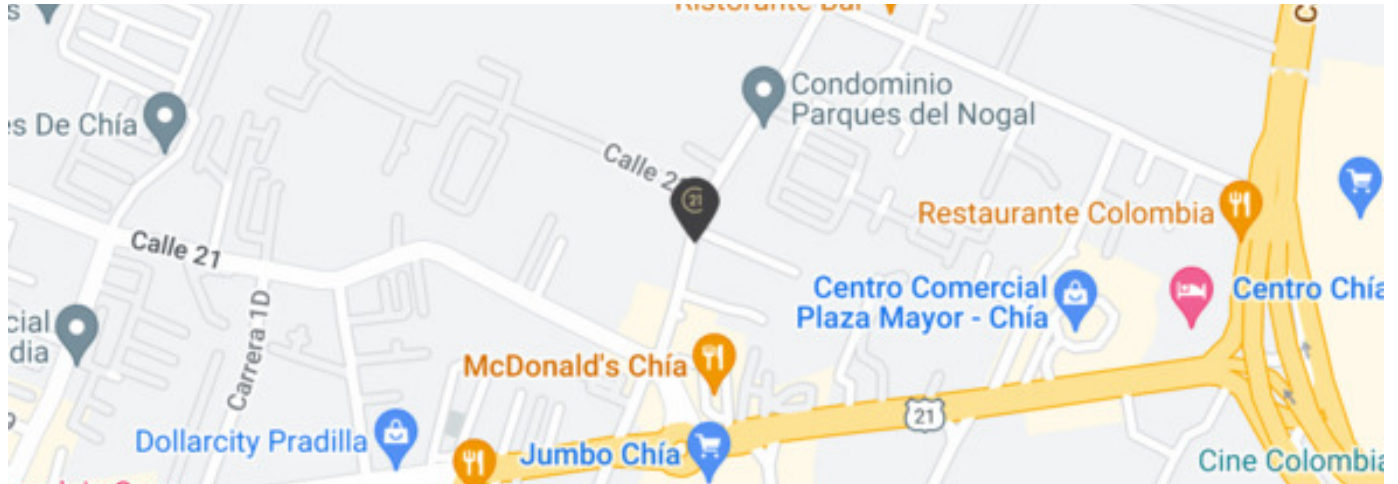 Ristorante Bar
C
s
Condominio
Parques del Nogal
es De Chía
Calle 2
21
Restaurante Colombia
Calle 21
Centro Comercial
Plaza Mayor - Chía
Centro Chía
cial
dia
Carrera 1D
McDonald's Chía
21
Dollarcity Pradilla
Jumbo Chía
Cine Colombia